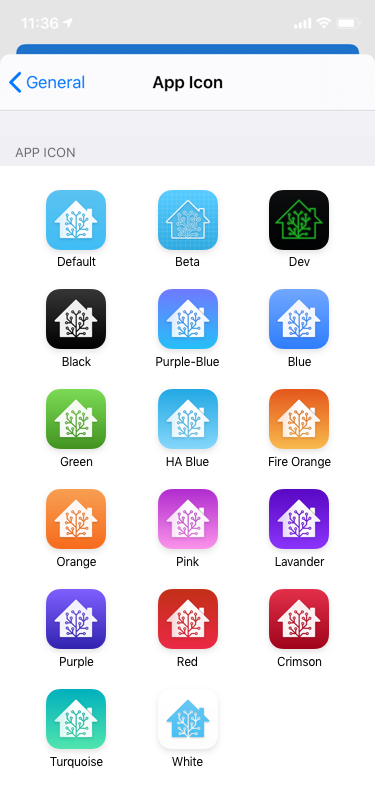 11:36
General
App Icon
APP ICON
Default
Beta
Dev
Black
Purple-Blue
Blue
Green
HA Blue
Fire Orange
Orange
Pink
Lavander
Purple
Red
Crimson
Turquoise
White